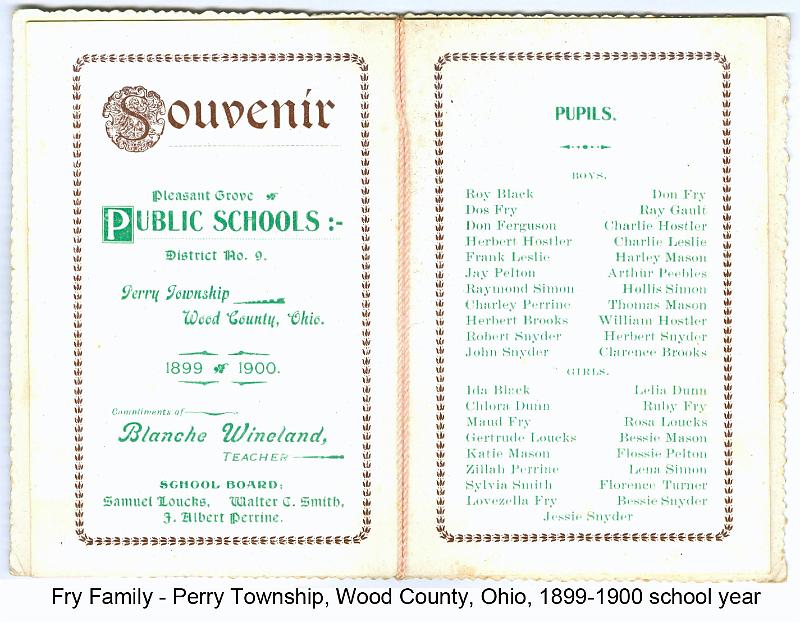 Souvenir
Pleasant Grove
PUBLIC SCHOOLS :-
District No. 9.
Perry Township
Wood County, Ohio.
1899 1900.
Compliments of
Blanche Wineland,
TEACHER
SCHOOL BOARD:
Samuel Loucks, Walter C. Smith,
J. Albert Perrine.
PUPILS.
BOYS.
Roy Black Don Fry
Dos Fry Ray Gault
Don Ferguson Charlie Hostler
Herbert Hostler Charlie Leslie
Frank Leslie Harley Mason
Jay Pelton Arthur Peebles
Raymond Simon Hollis Simon
Charley Perrine Thomas Mason
Herbert Brooks William Hostler
Robert Snyder Herbert Snyder
John Snyder Clarence Brooks
GIRLS.
Ida Black Lelia Dunn
Chlora Dunn Ruby Fry
Maud Fry Rosa Loucks
Gertrude Loucks Bessie Mason
Katie Mason Flossie Pelton
Zillah Perrine Lena Simon
Sylvia Smith Florence Turner
Lovezella Fry Bessie Snyder
Jessie Snyder
Fry Family - Perry Township, Wood County, Ohio, 1899-1900 school year